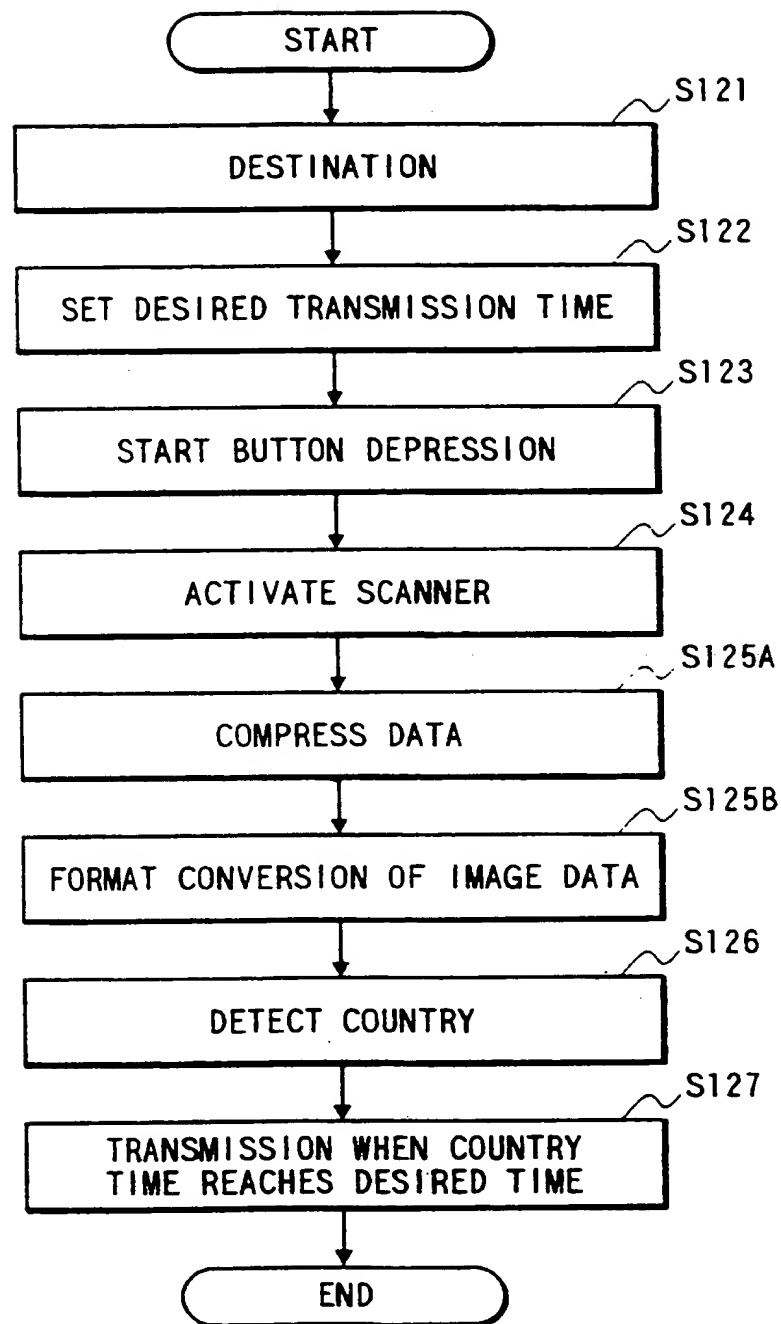 START
S121
DESTINATION
S122
SET DESIRED TRANSMISSION TIME
S123
START BUTTON DEPRESSION
S124
ACTIVATE SCANNER
S125A
COMPRESS DATA
S125B
FORMAT CONVERSION OF IMAGE DATA
S126
DETECT COUNTRY
S127
TRANSMISSION WHEN COUNTRY
TIME REACHES DESIRED TIME
END